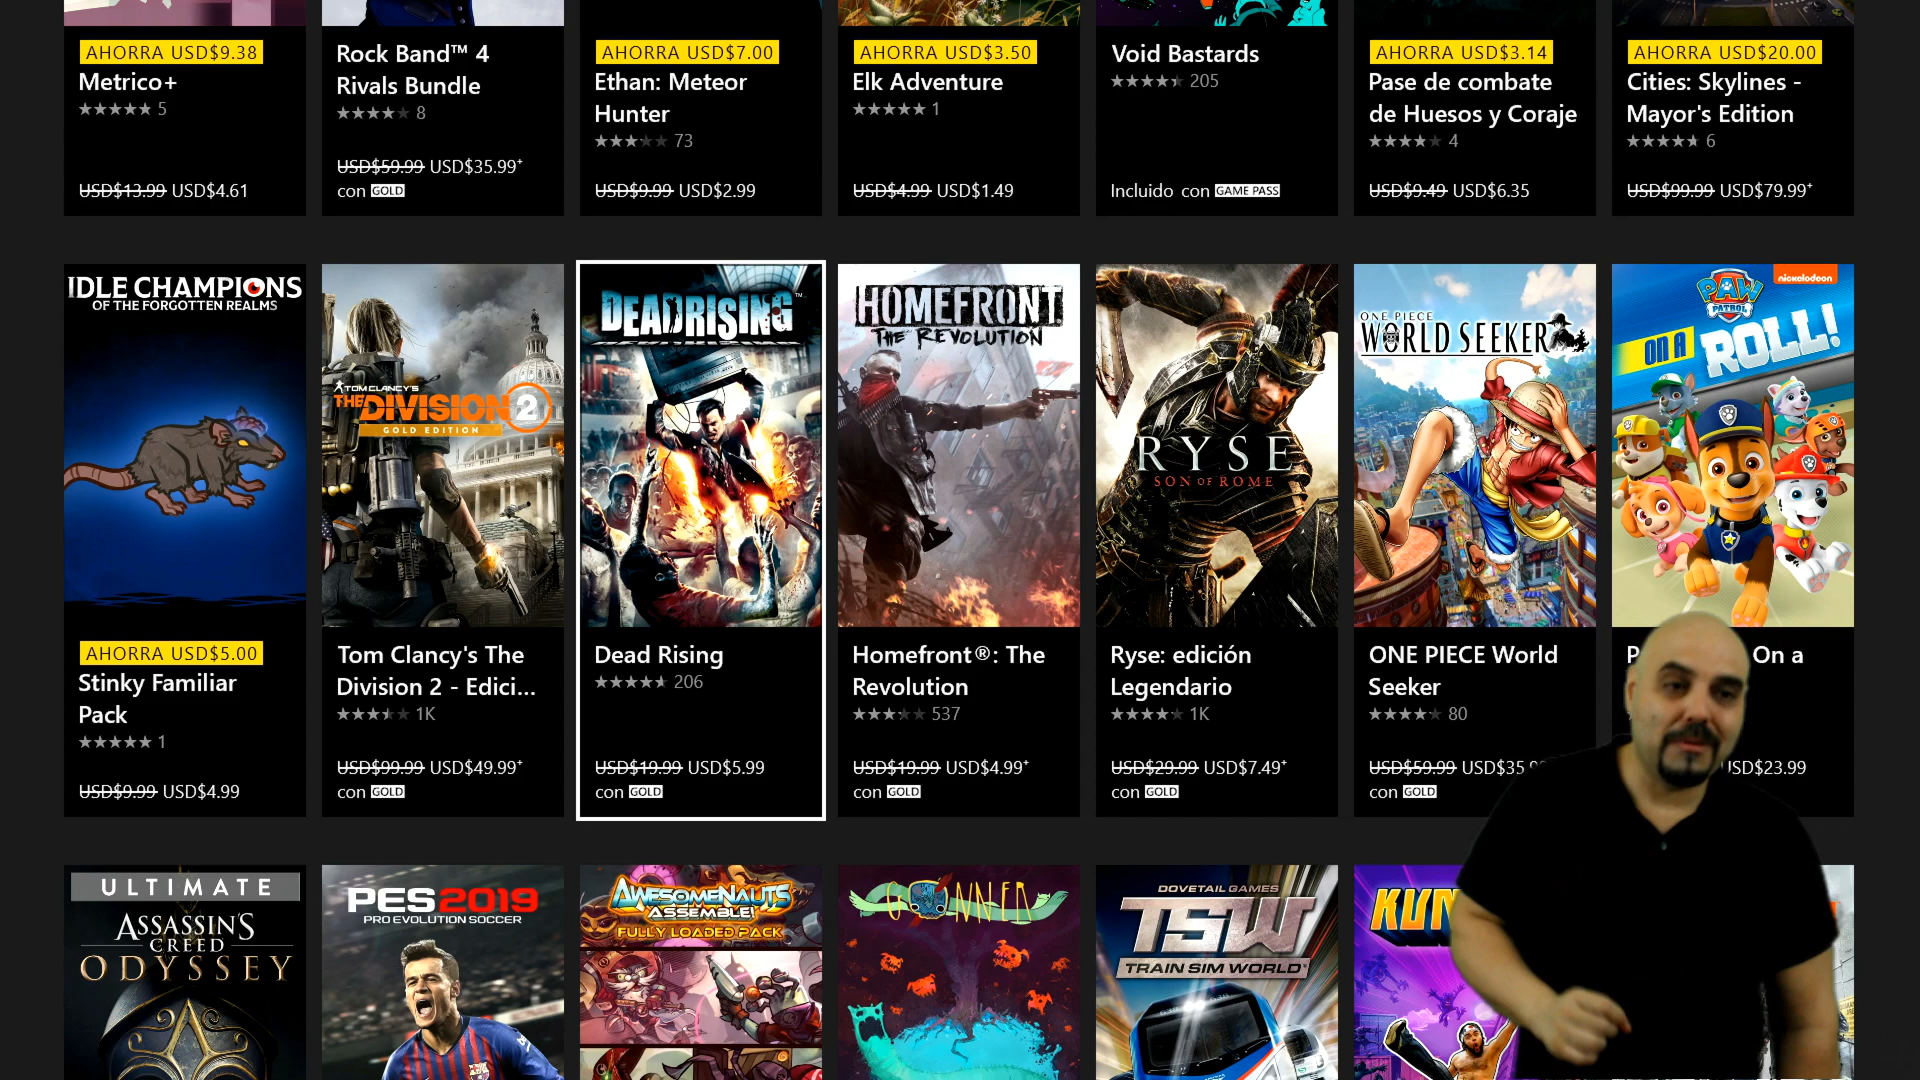 AHORRA USD$9.38
Metrico+
5
USD$13.99 USD$4.61
Rock Band™ 4
Rivals Bundle
8
USD$59.99 USD$35.99+
con GOLD
AHORRA USD$7.00
Ethan: Meteor
Hunter
73
USD$9.99 USD$2.99
AHORRA USD$3.50
Elk Adventure
1
USD$4.99 USD$1.49
Void Bastards
205
Incluido con GAME PASS
AHORRA USD$3.14
Pase de combate
de Huesos y Coraje
4
USD$9.49 USD$6.35
AHORRA USD$20.00
Cities: Skylines -
Mayor's Edition
6
USD$99.99 USD$79.99+
IDLE CHAMPIONS
OF THE FORGOTTEN REALMS
AHORRA USD$5.00
Stinky Familiar
Pack
1
USD$9.99 USD$4.99
TOM CLANCY'S
THE DIVISION 2
GOLD EDITION
Tom Clancy's The
Division 2 - Edici...
1K
USD$99.99 USD$49.99+
con GOLD
DEADRISING™
Dead Rising
206
USD$19.99 USD$5.99
con GOLD
HOMEFRONT
THE REVOLUTION
Homefront®: The
Revolution
537
USD$19.99 USD$4.99+
con GOLD
RYSE
SON OF ROME
Ryse: edición
Legendario
1K
USD$29.99 USD$7.49+
con GOLD
ONE PIECE
WORLD SEEKER
ONE PIECE World
Seeker
80
USD$59.99 USD$35.
con GOLD
nickelodeon
PAW
PATROL
ON A
ROLL!
On a
USD$23.99
ULTIMATE
ASSASSIN'S
CREED
ODYSSEY
PES2019
PRO EVOLUTION SOCCER
AWESOMENAUTS
ASSEMBLE!
FULLY LOADED PACK
GONNER
DOVETAIL GAMES
TSW
TRAIN SIM WORLD®
KUN